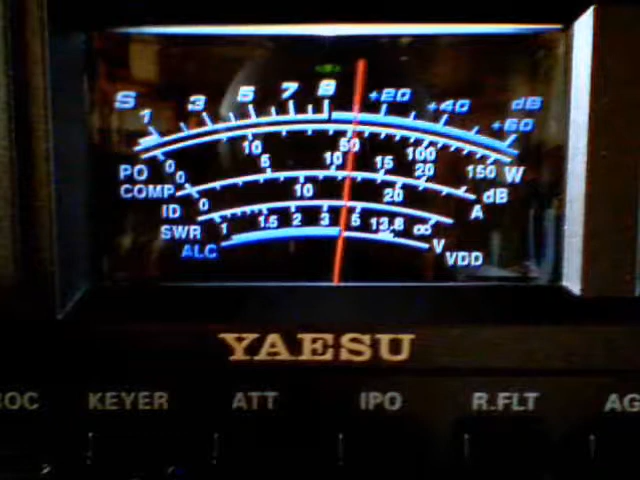 S 1 3 5 7 9 +20 +40 +60 dB
PO 0 10 50 100 150 W
COMP 0 5 10 15 20 dB
ID 0 10 20 A
SWR 1 1.5 2 3 5 ∞
ALC 13.8 V VDD
YAESU
OC KEYER ATT IPO R.FLT AG